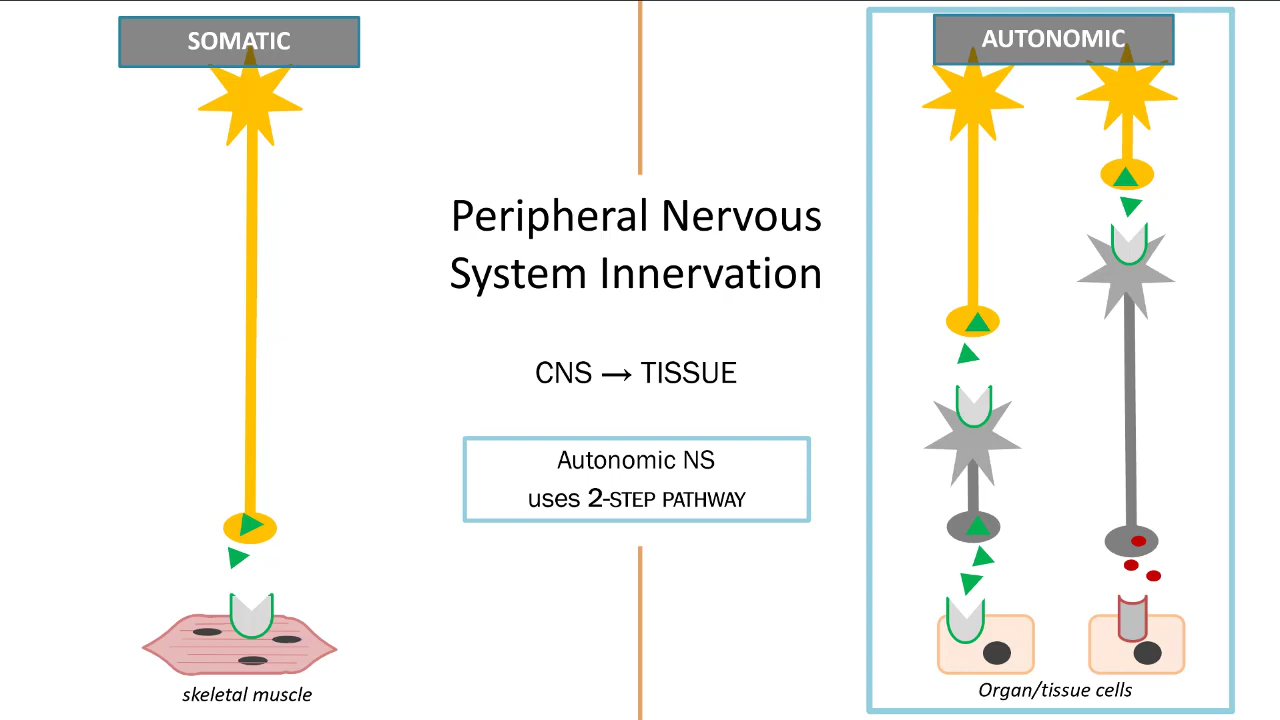 SOMATIC
AUTONOMIC
Peripheral Nervous
System Innervation
CNS → TISSUE
Autonomic NS
uses 2-STEP PATHWAY
skeletal muscle
Organ/tissue cells